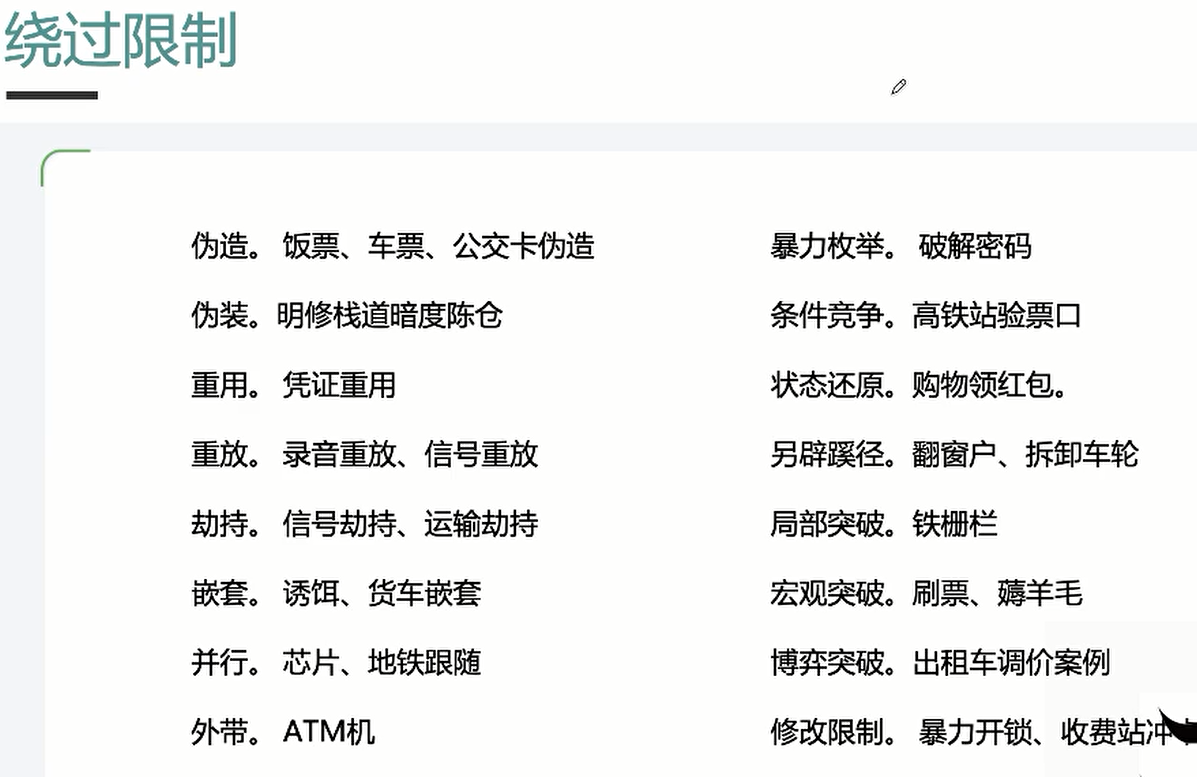 绕过限制
伪造。 饭票、车票、公交卡伪造
伪装。明修栈道暗度陈仓
重用。 凭证重用
重放。 录音重放、信号重放
劫持。 信号劫持、运输劫持
嵌套。 诱饵、货车嵌套
并行。 芯片、地铁跟随
外带。 ATM机
暴力枚举。 破解密码
条件竞争。高铁站验票口
状态还原。购物领红包。
另辟蹊径。翻窗户、拆卸车轮
局部突破。铁栅栏
宏观突破。刷票、薅羊毛
博弈突破。出租车调价案例
修改限制。 暴力开锁、收费站冲